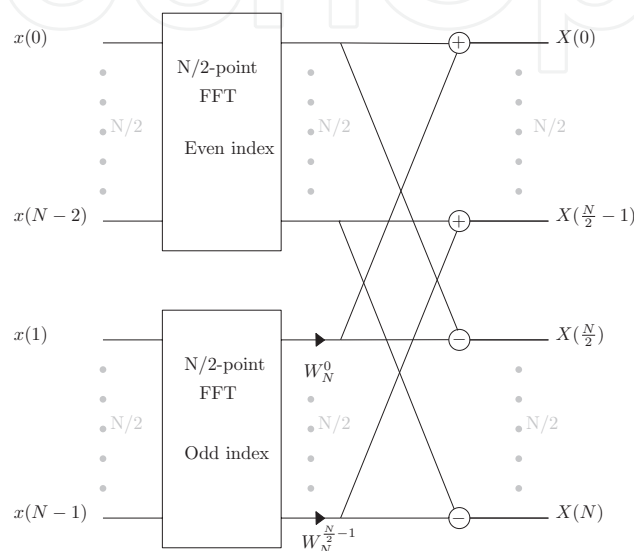 x(0)
N/2-point
FFT
Even index
N/2
N/2
N/2
x(N − 2)
+
X(0)
+
X(N/2 − 1)
x(1)
N/2-point
FFT
Odd index
N/2
N/2
N/2
x(N − 1)
W_N^0
W_N^{N/2 − 1}
−
X(N/2)
−
X(N)